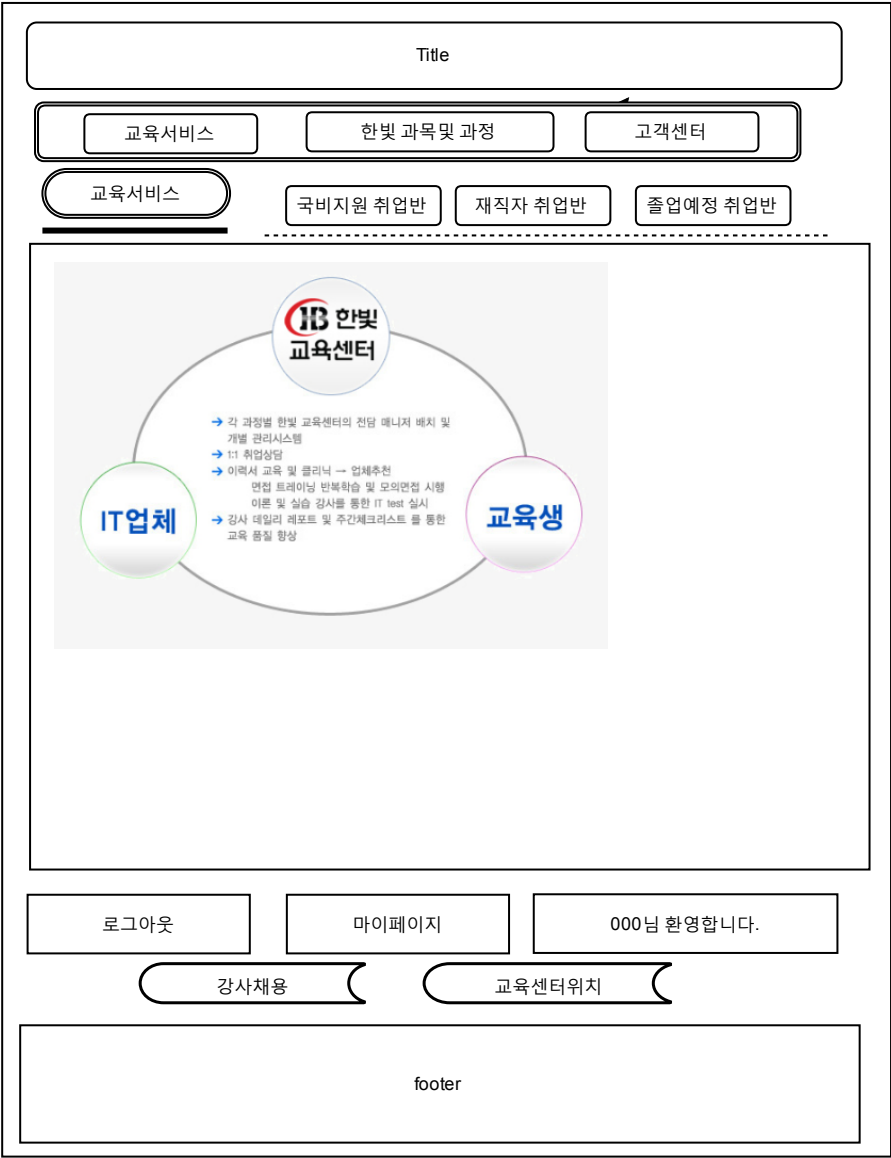 Title
교육서비스
한빛 과목및 과정
고객센터
교육서비스
국비지원 취업반
재직자 취업반
졸업예정 취업반
HB 한빛
교육센터
➔ 각 과정별 한빛 교육센터의 전담 매니저 배치 및
개별 관리시스템
➔ 1:1 취업상담
➔ 이력서 교육 및 클리닉 → 업체추천
면접 트레이닝 반복학습 및 모의면접 시행
이론 및 실습 강사를 통한 IT test 실시
➔ 강사 데일리 레포트 및 주간체크리스트 를 통한
교육 품질 향상
IT업체
교육생
로그아웃
마이페이지
000님 환영합니다.
강사채용
교육센터위치
footer